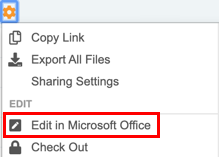 Copy Link
Export All Files
Sharing Settings
EDIT
Edit in Microsoft Office
Check Out